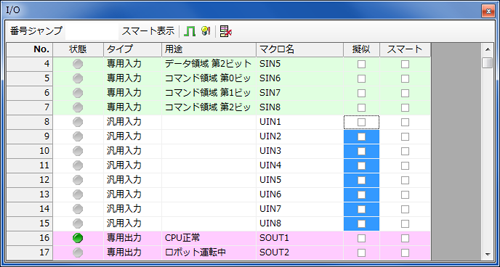 I/O
番号ジャンプ スマート表示
No. 状態 タイプ 用途 マクロ名 擬似 スマート
4 専用入力 データ領域 第2ビット SIN5
5 専用入力 コマンド領域 第0ビッ SIN6
6 専用入力 コマンド領域 第1ビッ SIN7
7 専用入力 コマンド領域 第2ビッ SIN8
8 汎用入力 UIN1
9 汎用入力 UIN2
10 汎用入力 UIN3
11 汎用入力 UIN4
12 汎用入力 UIN5
13 汎用入力 UIN6
14 汎用入力 UIN7
15 汎用入力 UIN8
16 専用出力 CPU正常 SOUT1
17 専用出力 ロボット運転中 SOUT2